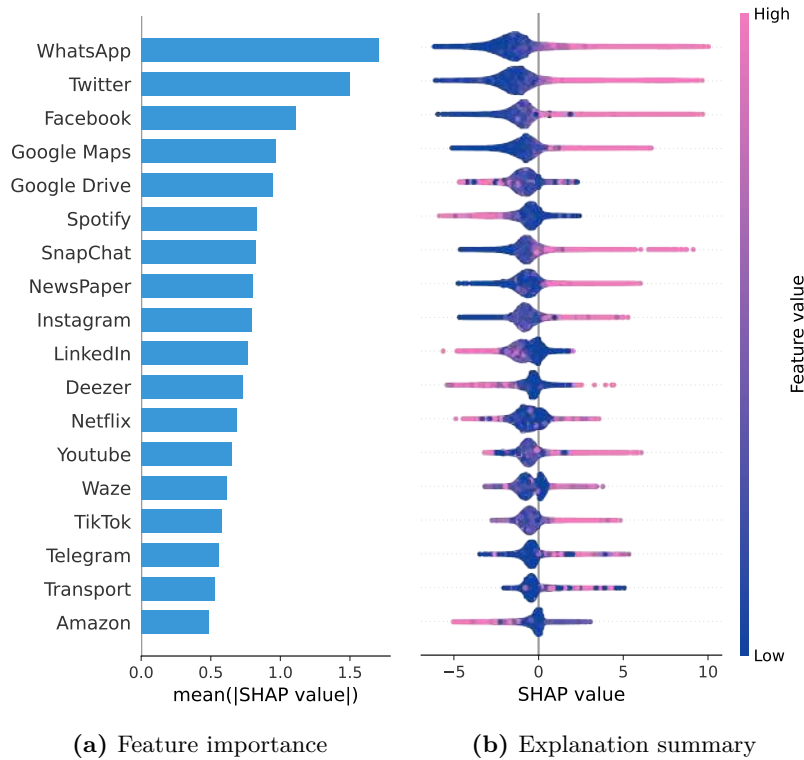 High
WhatsApp
Twitter
Facebook
Google Maps
Google Drive
Spotify
SnapChat
NewsPaper
Instagram
LinkedIn
Deezer
Netflix
Youtube
Waze
TikTok
Telegram
Transport
Amazon
Feature value
Low
0.0 0.5 1.0 1.5
mean(|SHAP value|)
−5 0 5 10
SHAP value
(a) Feature importance
(b) Explanation summary